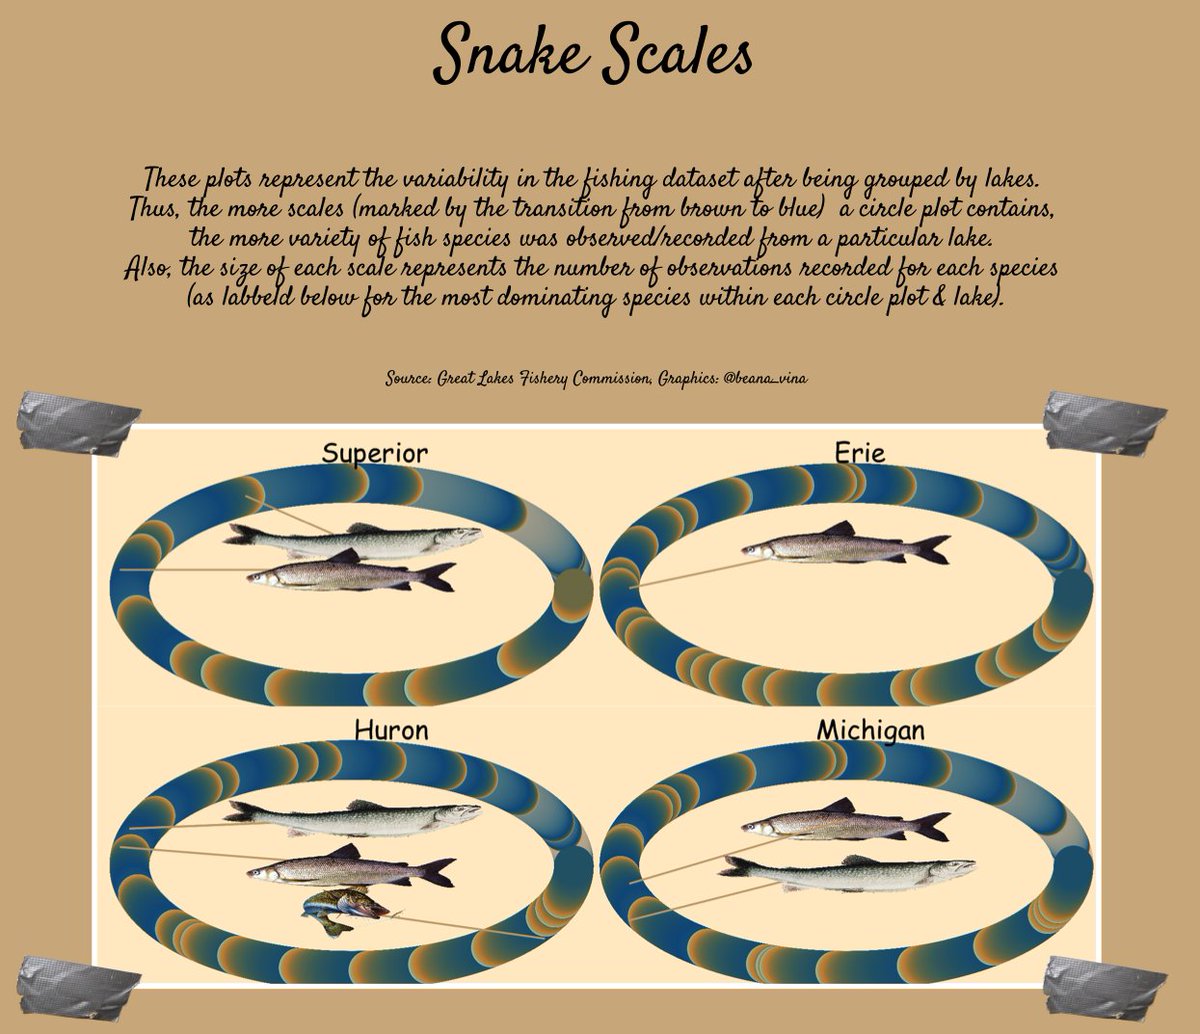 Snake Scales
These plots represent the variability in the fishing dataset after being grouped by lakes.
Thus, the more scales (marked by the transition from brown to blue) a circle plot contains,
the more variety of fish species was observed/recorded from a particular lake.
Also, the size of each scale represents the number of observations recorded for each species
(as labbeld below for the most dominating species within each circle plot & lake).
Source: Great Lakes Fishery Commission, Graphics: @beana_vina
Superior
Erie
Huron
Michigan